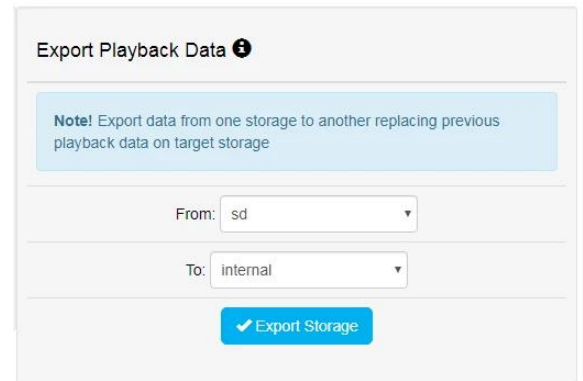 Export Playback Data
Note! Export data from one storage to another replacing previous
playback data on target storage
From: sd
To: internal
Export Storage